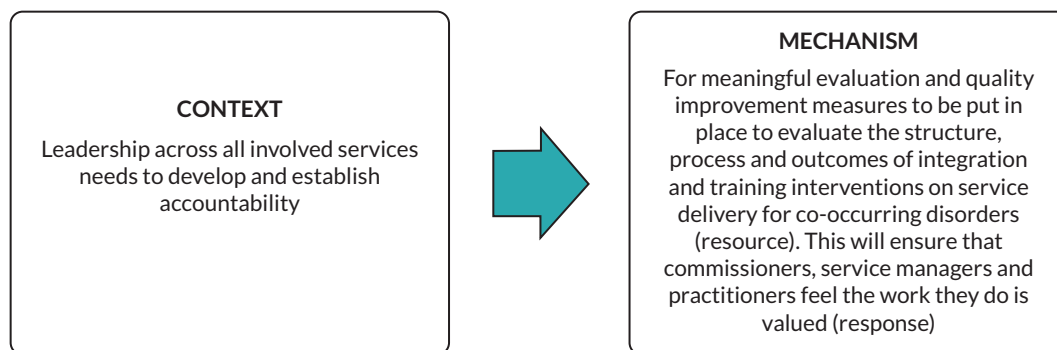 CONTEXT
Leadership across all involved services
needs to develop and establish
accountability
MECHANISM
For meaningful evaluation and quality
improvement measures to be put in
place to evaluate the structure,
process and outcomes of integration
and training interventions on service
delivery for co-occurring disorders
(resource). This will ensure that
commissioners, service managers and
practitioners feel the work they do is
valued (response)